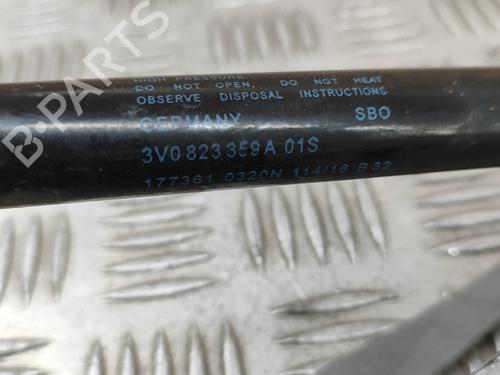 B-PARTS
HIGH PRESSURE
DO NOT OPEN. DO NOT HEAT
OBSERVE DISPOSAL INSTRUCTIONS
GERMANY SBO
3V0 823 359A 01S
177361 0320N 114/16 B32